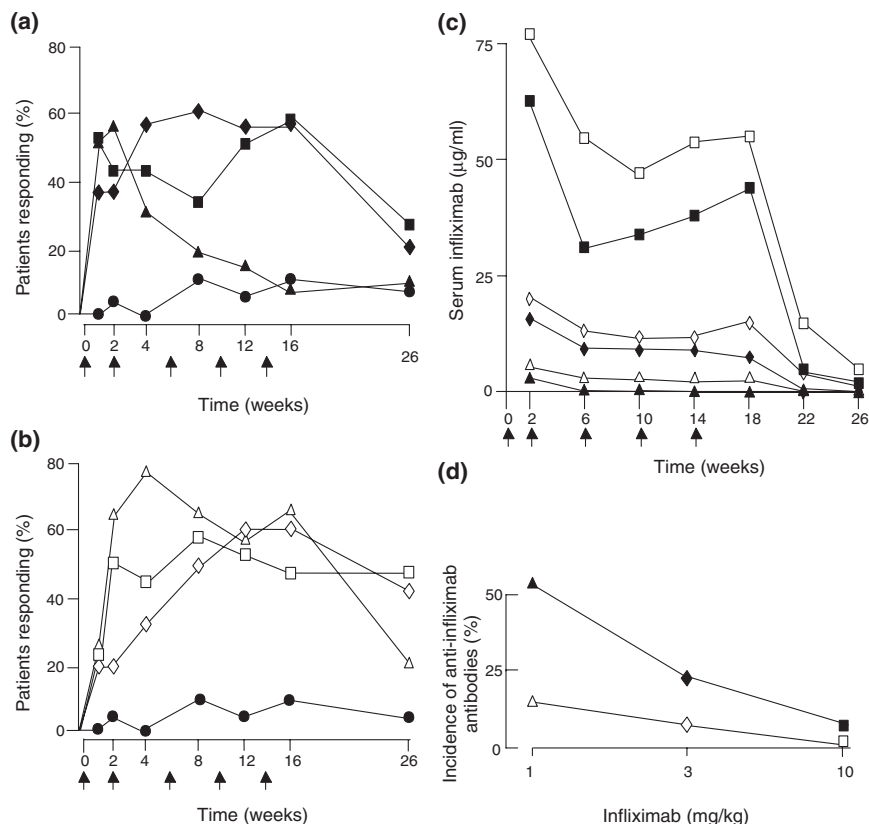 (a)
80
60
40
20
0
Patients responding (%)
0 2 4 8 12 16 26
Time (weeks)
(b)
80
60
40
20
0
Patients responding (%)
0 2 4 8 12 16 26
Time (weeks)
(c)
75
50
25
0
Serum infliximab (µg/ml)
0 2 6 10 14 18 22 26
Time (weeks)
(d)
50
25
0
Incidence of anti-infliximab
antibodies (%)
1 3 10
Infliximab (mg/kg)